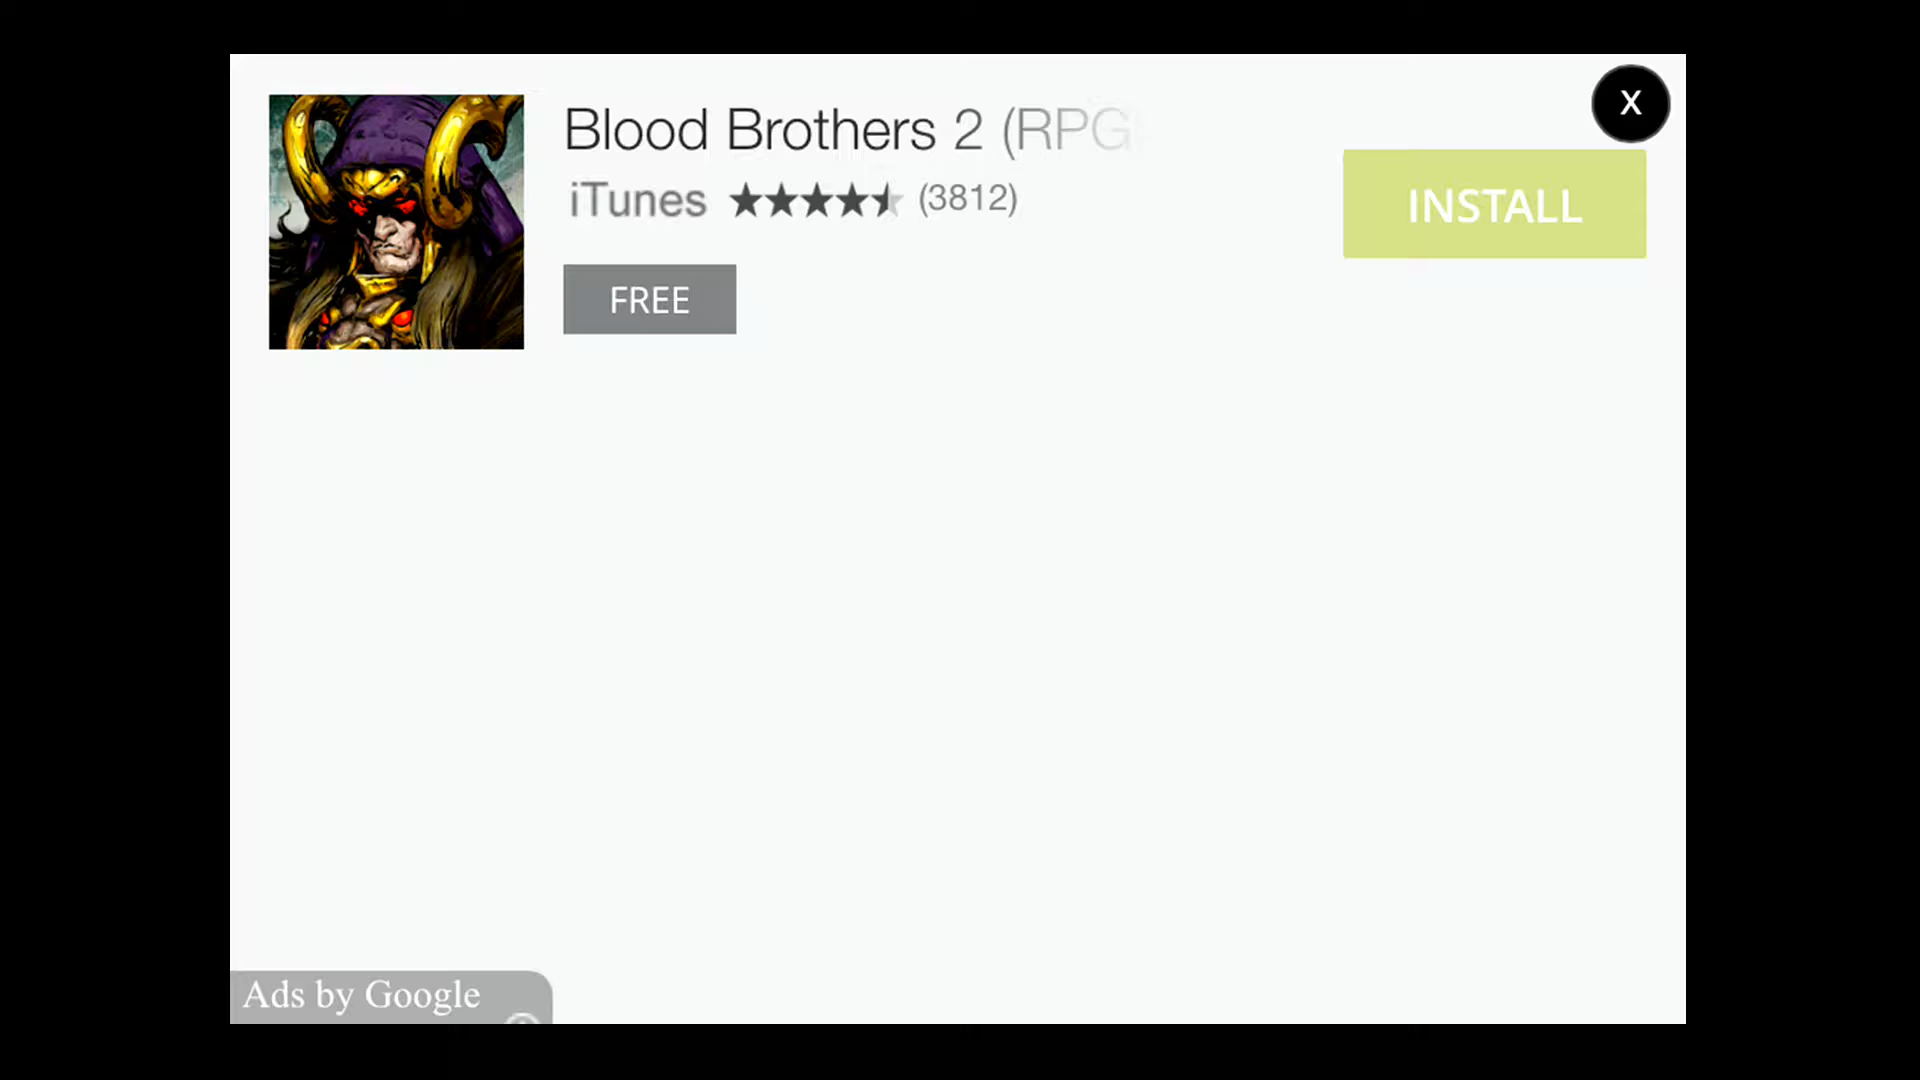 Blood Brothers 2 (RPG
X
iTunes (3812)
INSTALL
FREE
Ads by Google